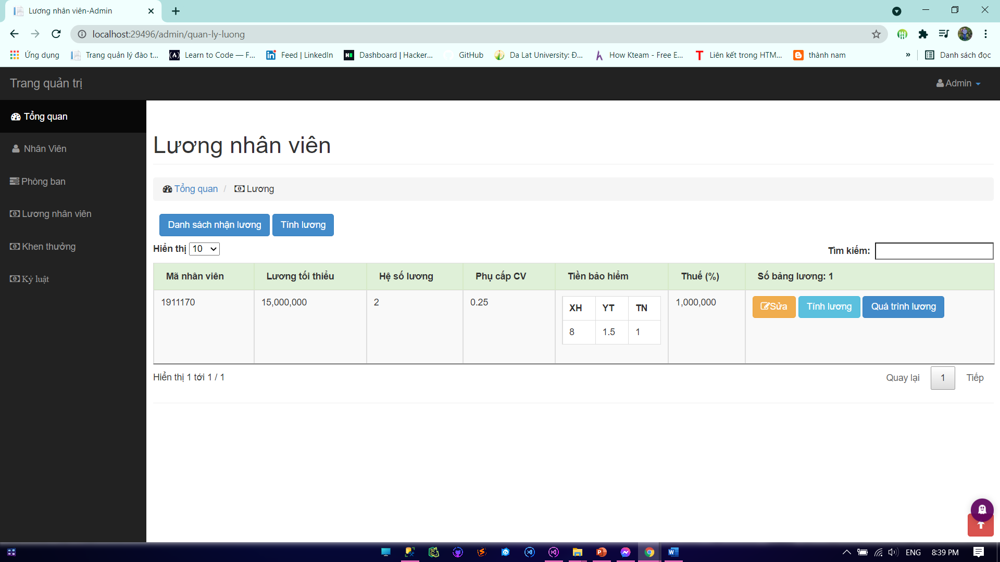 Lương nhân viên-Admin
localhost:29496/admin/quan-ly-luong
Ứng dụng Trang quản lý đào t... Learn to Code — F... Feed | LinkedIn Dashboard | Hacker... GitHub Da Lat University: Đ... How Kteam - Free E... Liên kết trong HTM... thành nam » Danh sách đọc
Trang quản trị Admin
Tổng quan
Nhân Viên
Phòng ban
Lương nhân viên
Khen thưởng
Kỷ luật
Lương nhân viên
Tổng quan / Lương
Danh sách nhận lương Tính lương
Hiển thị 10 Tìm kiếm:
Mã nhân viên Lương tối thiểu Hệ số lương Phụ cấp CV Tiền bảo hiểm Thuế (%) Số bảng lương: 1
1911170 15,000,000 2 0.25 XH YT TN 1,000,000 Sửa Tính lương Quá trình lương
8 1.5 1
Hiển thị 1 tới 1 / 1 Quay lại 1 Tiếp
ENG 8:39 PM